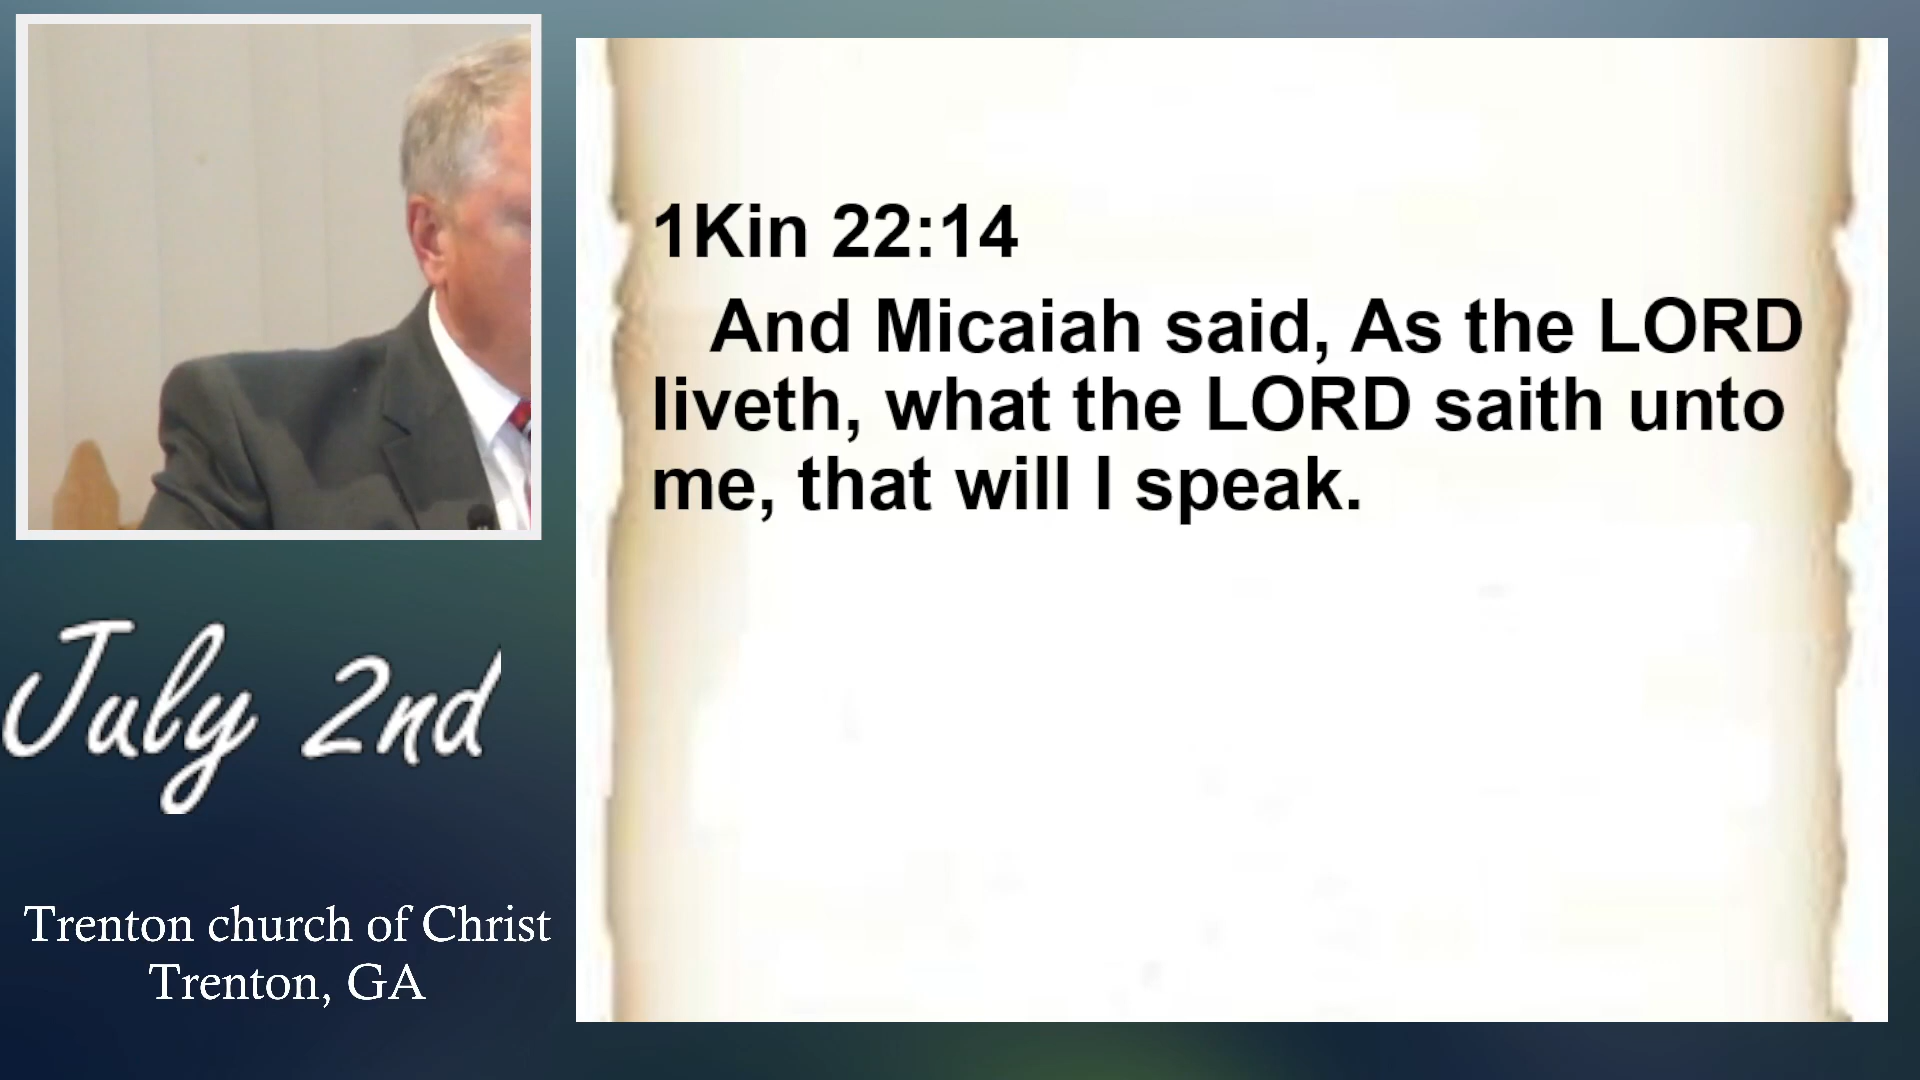 1Kin 22:14
And Micaiah said, As the LORD
liveth, what the LORD saith unto
me, that will I speak.
July 2nd
Trenton church of Christ
Trenton, GA